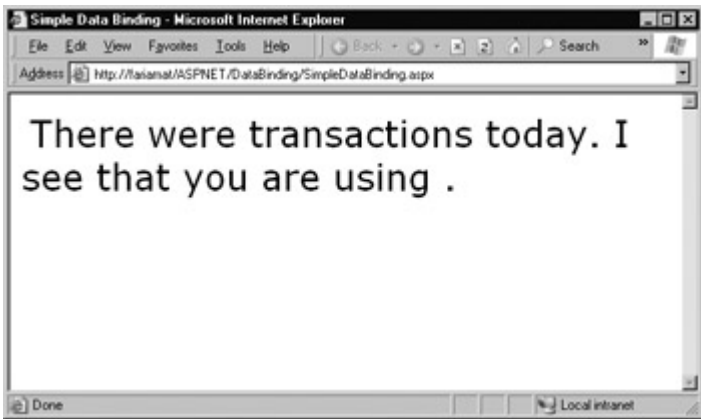 Simple Data Binding - Microsoft Internet Explorer
File Edit View Favorites Tools Help Back Search »
Address http://fariamat/ASPNET/DataBinding/SimpleDataBinding.aspx
There were transactions today. I
see that you are using .
Done Local intranet